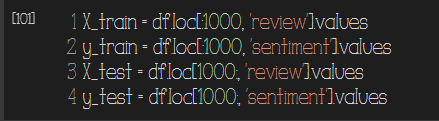 [101]
1 X_train = df.loc[:1000, 'review'].values
2 y_train = df.loc[:1000, 'sentiment'].values
3 X_test = df.loc[1000:, 'review'].values
4 y_test = df.loc[1000:, 'sentiment'].values